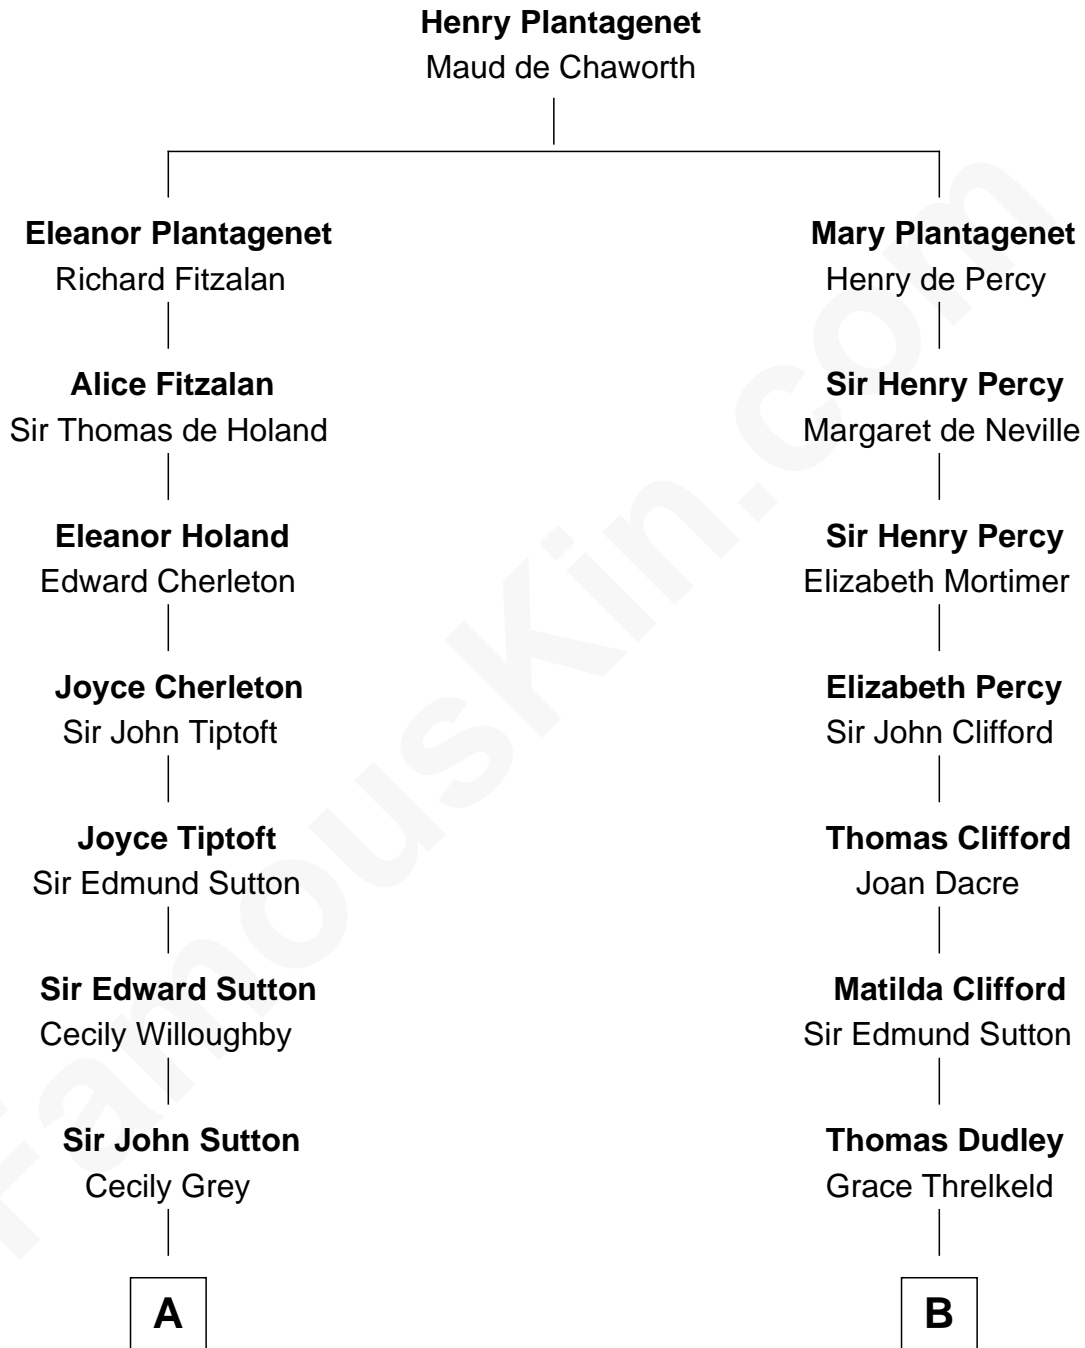 Henry Plantagenet
Maud de Chaworth
Eleanor Plantagenet
Richard Fitzalan
Mary Plantagenet
Henry de Percy
Alice Fitzalan
Sir Thomas de Holand
Sir Henry Percy
Margaret de Neville
Eleanor Holand
Edward Cherleton
Sir Henry Percy
Elizabeth Mortimer
Joyce Cherleton
Sir John Tiptoft
Elizabeth Percy
Sir John Clifford
Joyce Tiptoft
Sir Edmund Sutton
Thomas Clifford
Joan Dacre
Sir Edward Sutton
Cecily Willoughby
Matilda Clifford
Sir Edmund Sutton
Sir John Sutton
Cecily Grey
Thomas Dudley
Grace Threlkeld
A
B
FamousKin.com